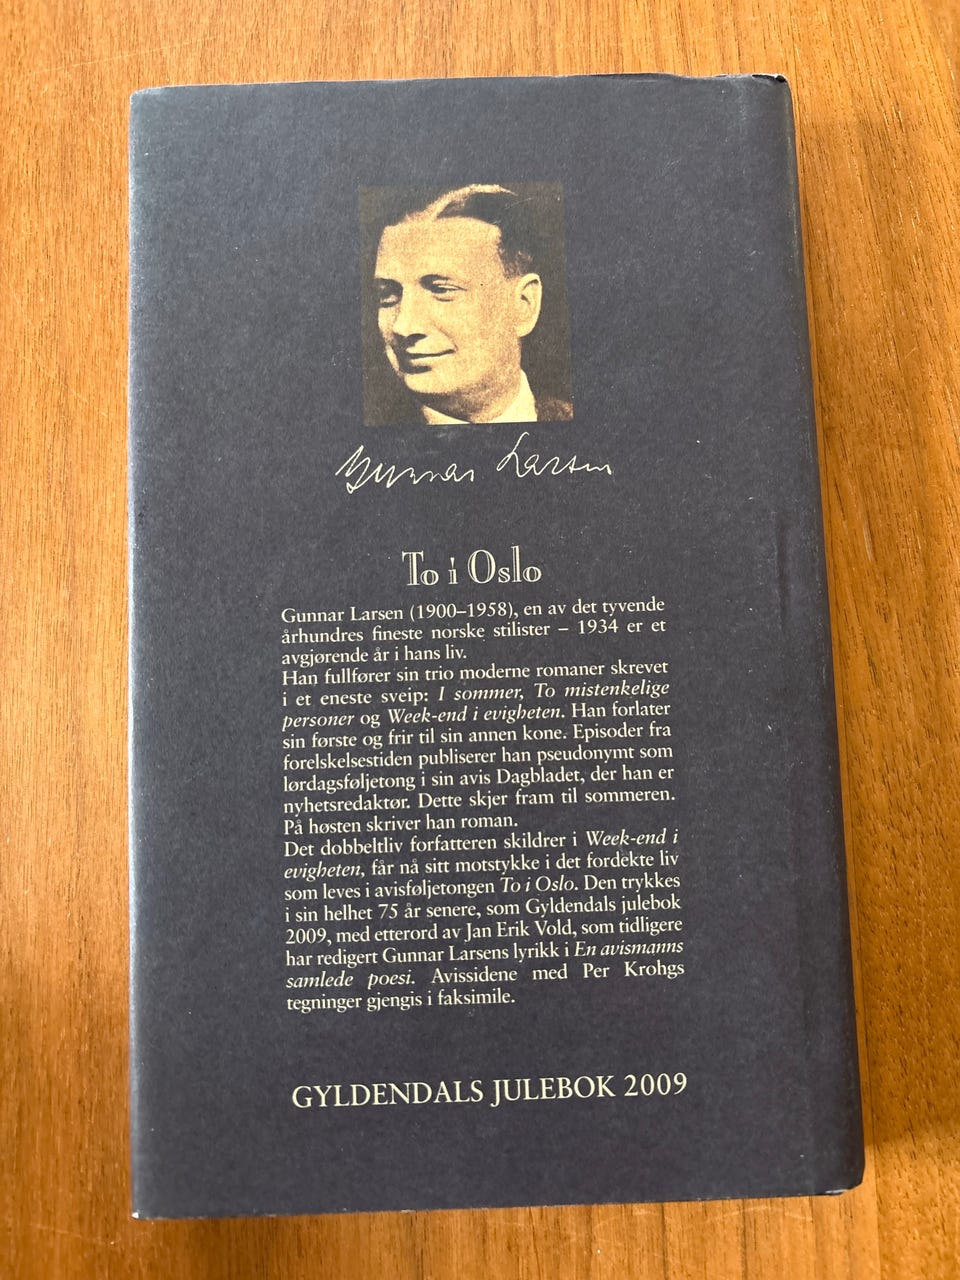 Gunnar Larsen
To i Oslo
Gunnar Larsen (1900–1958), en av det tyvende
århundres fineste norske stilister – 1934 er et
avgjørende år i hans liv.
Han fullfører sin trio moderne romaner skrevet
i et eneste sveip: I sommer, To mistenkelige
personer og Week-end i evigheten. Han forlater
sin første og frir til sin annen kone. Episoder fra
forelskelsestiden publiserer han pseudonymt som
lørdagsføljetong i sin avis Dagbladet, der han er
nyhetsredaktør. Dette skjer fram til sommeren.
På høsten skriver han roman.
Det dobbeltliv forfatteren skildrer i Week-end i
evigheten, får nå sitt motstykke i det fordekte liv
som leves i avisføljetongen To i Oslo. Den trykkes
i sin helhet 75 år senere, som Gyldendals julebok
2009, med etterord av Jan Erik Vold, som tidligere
har redigert Gunnar Larsens lyrikk i En avismanns
samlede poesi. Avissidene med Per Krohgs
tegninger gjengis i faksimile.
GYLDENDALS JULEBOK 2009